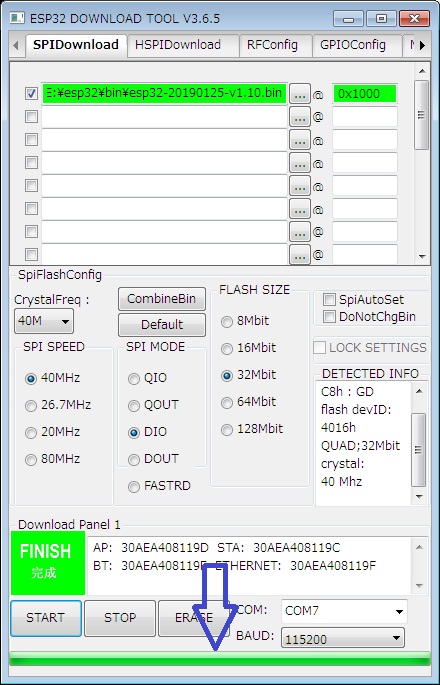 ESP32 DOWNLOAD TOOL V3.6.5
SPIDownload HSPIDownload RFConfig GPIOConfig
E:¥esp32¥bin¥esp32-20190125-v1.10.bin ... @ 0x1000
... @
... @
... @
... @
... @
... @
... @
SpiFlashConfig
CrystalFreq :
40M
CombineBin
Default
SPI SPEED
40MHz
26.7MHz
20MHz
80MHz
SPI MODE
QIO
QOUT
DIO
DOUT
FASTRD
FLASH SIZE
8Mbit
16Mbit
32Mbit
64Mbit
128Mbit
SpiAutoSet
DoNotChgBin
LOCK SETTINGS
DETECTED INFO
C8h : GD
flash devID:
4016h
QUAD;32Mbit
crystal:
40 Mhz
Download Panel 1
FINISH
完成
AP: 30AEA408119D STA: 30AEA408119C
BT: 30AEA408119E ETHERNET: 30AEA408119F
START STOP ERASE
COM: COM7
BAUD: 115200